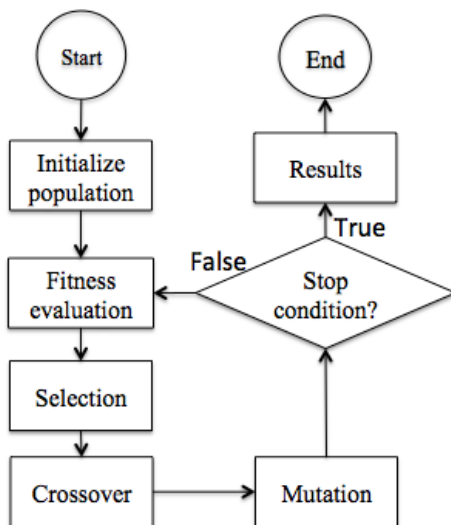 Start
Initialize
population
Fitness
evaluation
Selection
Crossover
Mutation
Stop
condition?
False
True
Results
End